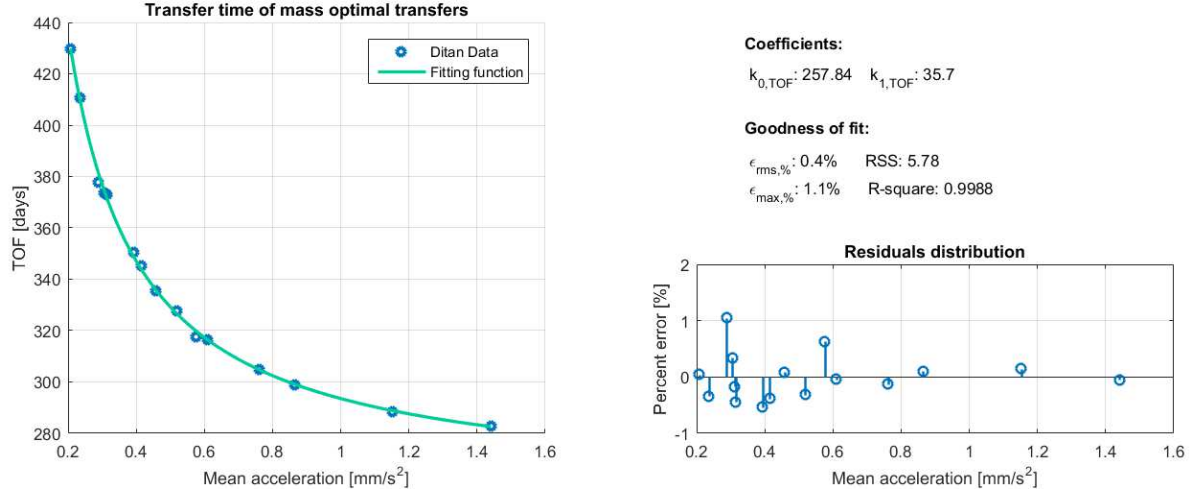 Transfer time of mass optimal transfers
440
420
400
380
360
340
320
300
280
TOF [days]
0.2 0.4 0.6 0.8 1 1.2 1.4 1.6
Mean acceleration [mm/s²]
Ditan Data
Fitting function
Coefficients:
k0,TOF: 257.84 k1,TOF: 35.7
Goodness of fit:
ϵrms,%: 0.4% RSS: 5.78
ϵmax,%: 1.1% R-square: 0.9988
Residuals distribution
2
1
0
-1
Percent error [%]
0.2 0.4 0.6 0.8 1 1.2 1.4 1.6
Mean acceleration [mm/s²]